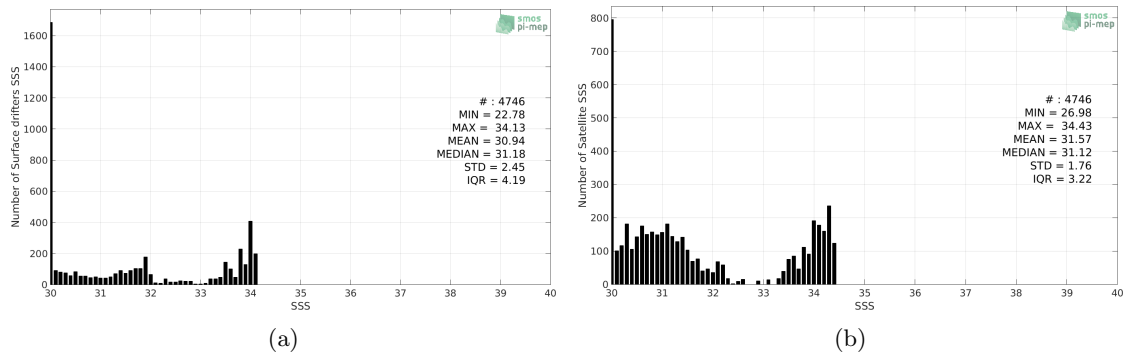 smos
pi-mep
Number of Surface drifters SSS
1600
1400
1200
1000
800
600
400
200
0
# : 4746
MIN = 22.78
MAX =  34.13
MEAN = 30.94
MEDIAN = 31.18
STD = 2.45
IQR = 4.19
30 31 32 33 34 35 36 37 38 39 40
SSS
(a)
smos
pi-mep
Number of Satellite SSS
800
700
600
500
400
300
200
100
0
# : 4746
MIN = 26.98
MAX =  34.43
MEAN = 31.57
MEDIAN = 31.12
STD = 1.76
IQR = 3.22
30 31 32 33 34 35 36 37 38 39 40
SSS
(b)